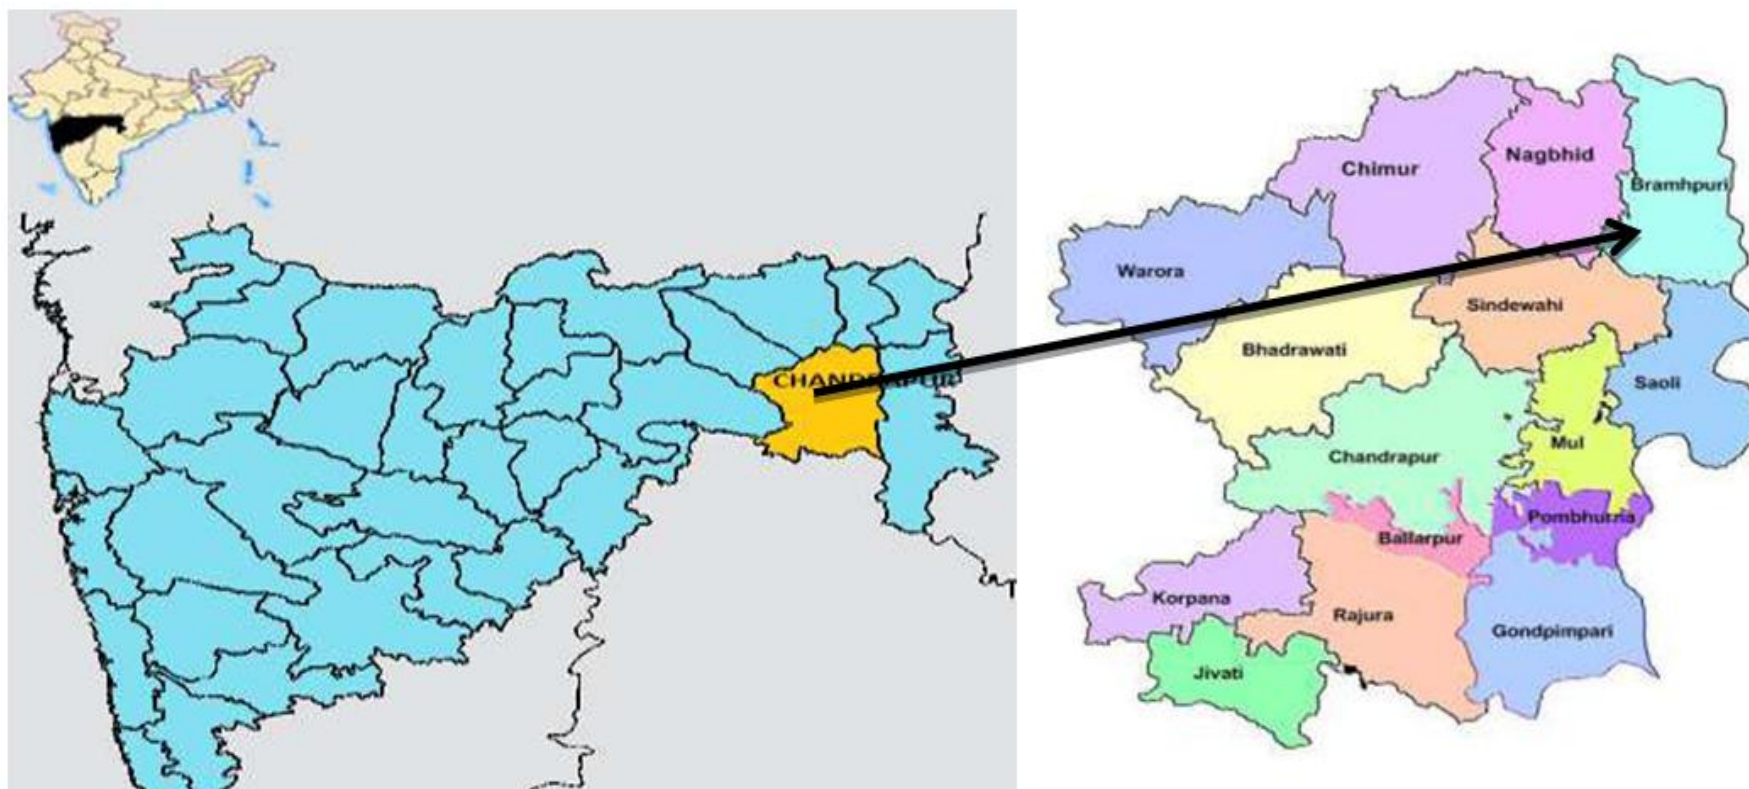 CHANDRAPUR
Chimur
Nagbhid
Bramhpuri
Warora
Sindewahi
Bhadrawati
Saoli
Mul
Chandrapur
Pombhurna
Ballarpur
Korpana
Rajura
Gondpimpari
Jivati